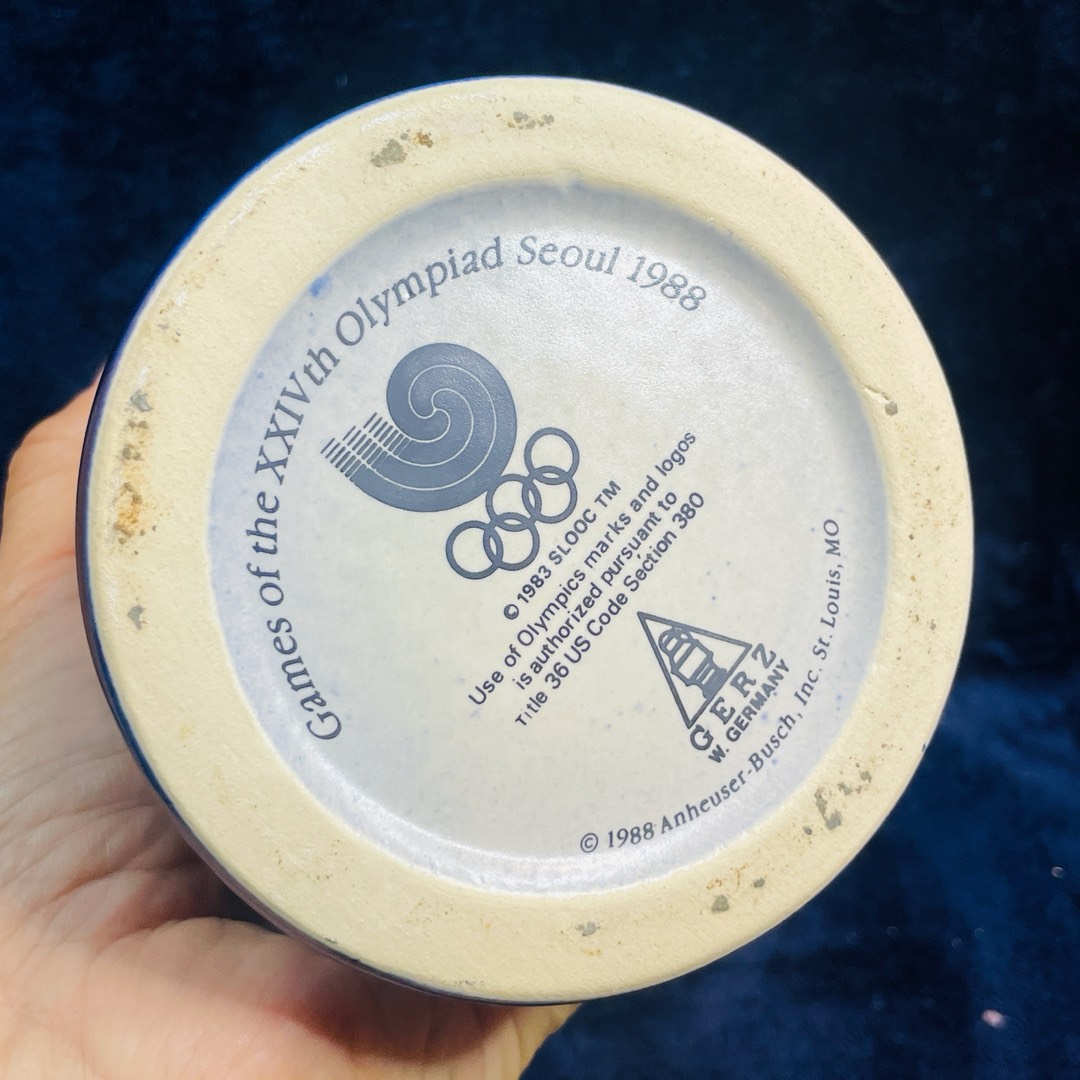 Games of the XXIVth Olympiad Seoul 1988
© 1983 SLOOC TM
Use of Olympics marks and logos
is authorized pursuant to
Title 36 US Code Section 380
GERZ
W. GERMANY
© 1988 Anheuser-Busch, Inc. St. Louis, MO